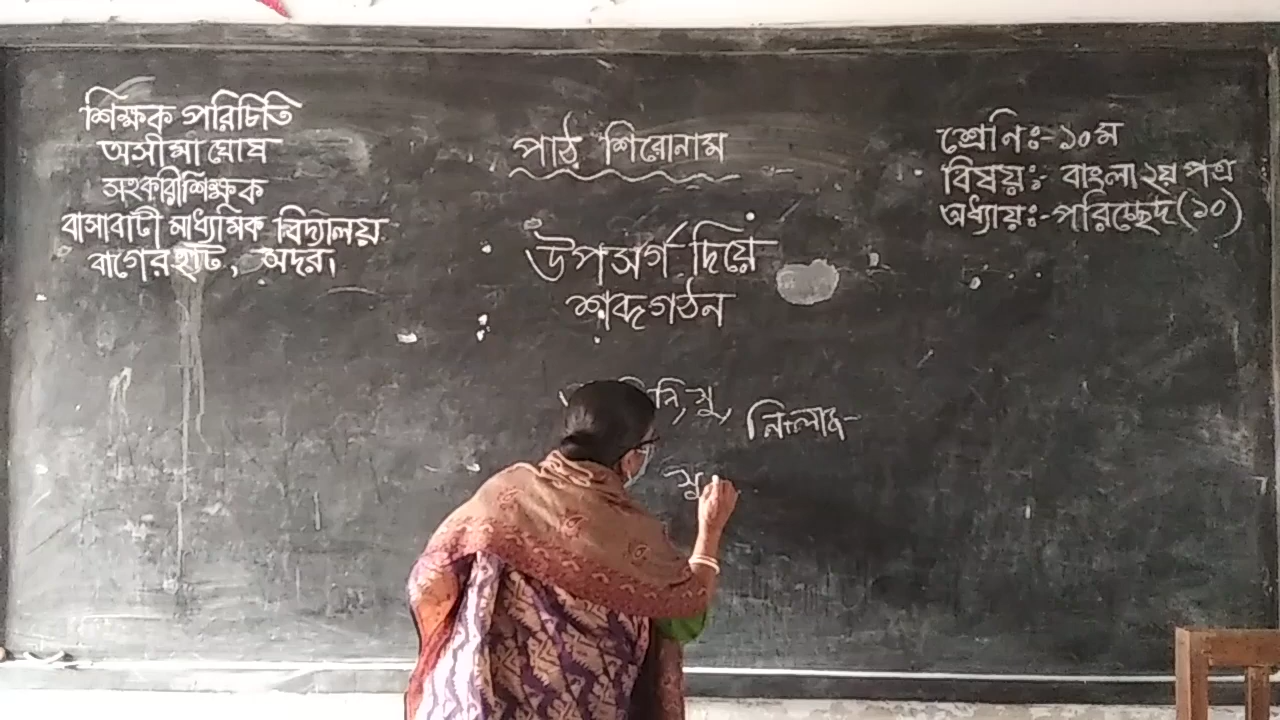 শিক্ষক পরিচিতি
অসীমা ঘোষ
সহকারী শিক্ষক
বাসাবাটী মাধ্যমিক বিদ্যালয়
বাগেরহাট, সদর।
পাঠ শিরোনাম
উপসর্গ দিয়ে
শব্দগঠন
শ্রেণিঃ- ১০ম
বিষয়ঃ- বাংলা ২য় পত্র
অধ্যায়ঃ- পরিচ্ছেদ (১০)
নি, সু,
সু